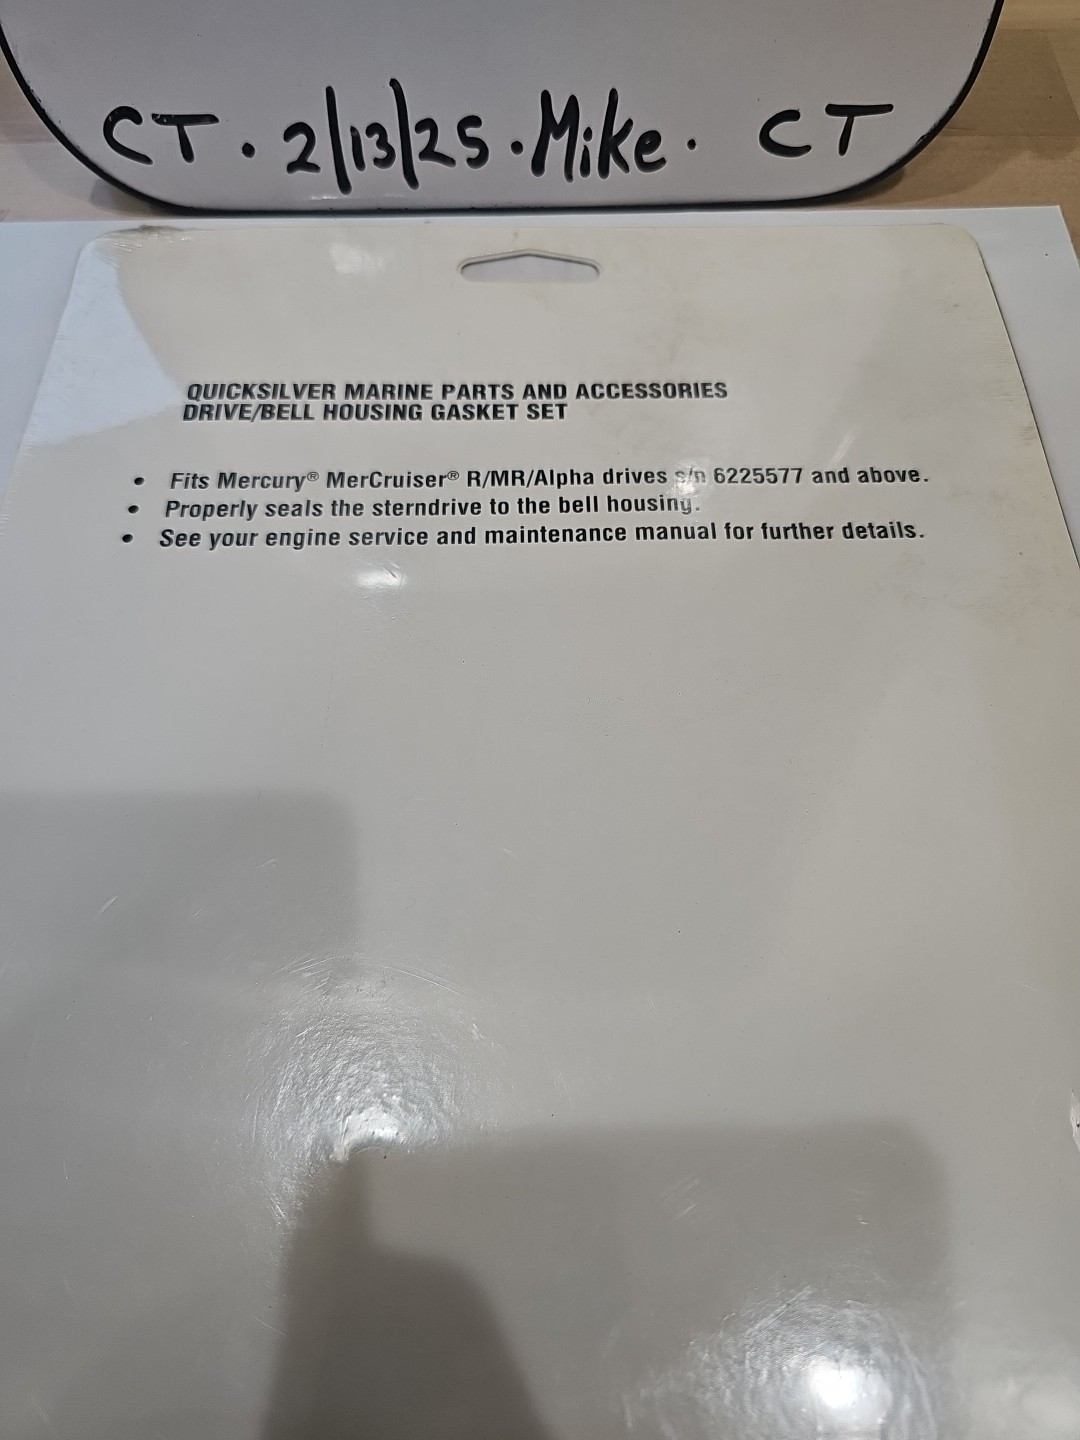 CT. 2/13/25 . Mike. CT
QUICKSILVER MARINE PARTS AND ACCESSORIES
DRIVE/BELL HOUSING GASKET SET
• Fits Mercury® MerCruiser® R/MR/Alpha drives s/n 6225577 and above.
• Properly seals the sterndrive to the bell housing.
• See your engine service and maintenance manual for further details.